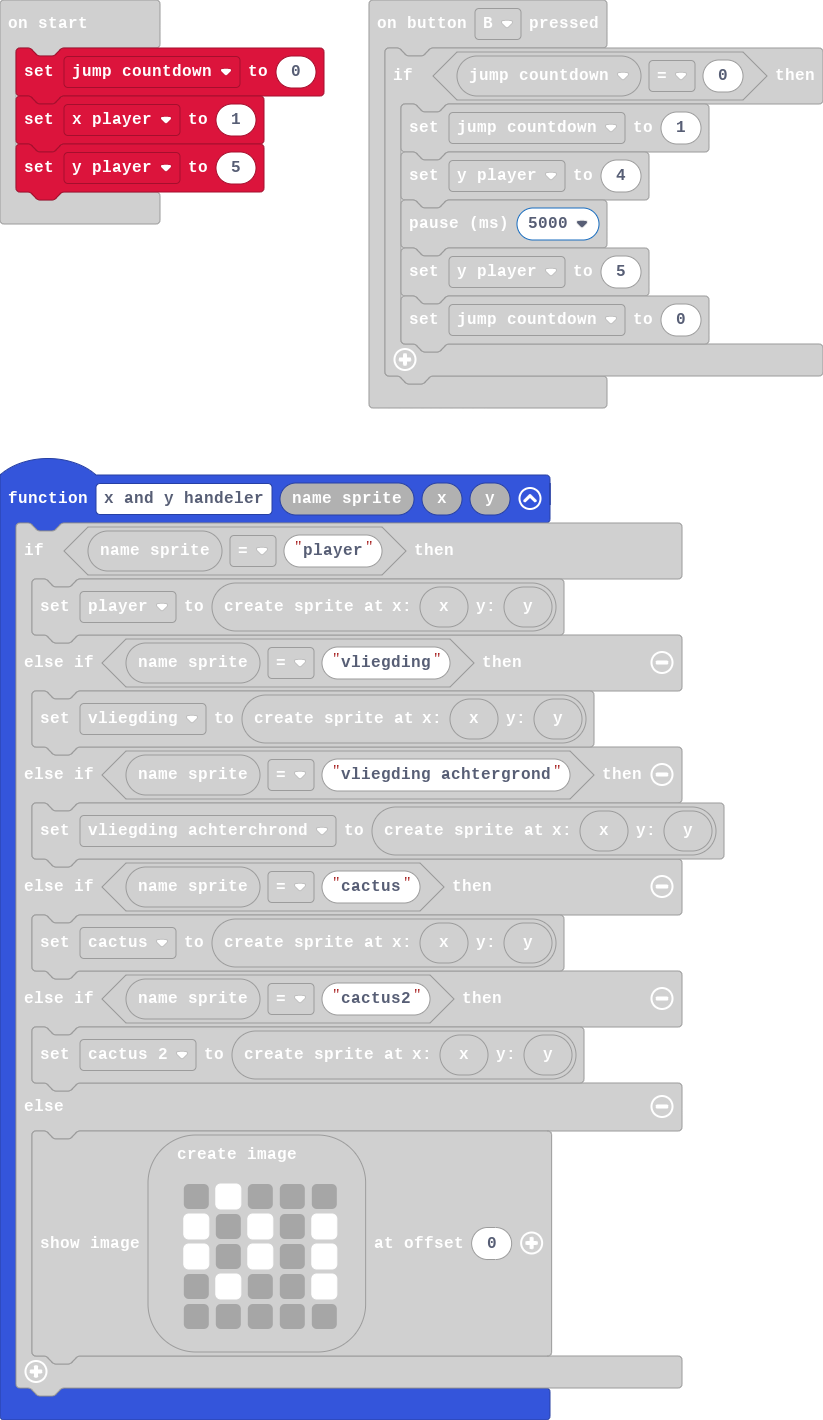 on start
set jump countdown to 0
set x player to 1
set y player to 5
on button B pressed
if jump countdown = 0 then
set jump countdown to 1
set y player to 4
pause (ms) 5000
set y player to 5
set jump countdown to 0
function x and y handeler name sprite x y
if name sprite = "player" then
set player to create sprite at x: x y: y
else if name sprite = "vliegding" then
set vliegding to create sprite at x: x y: y
else if name sprite = "vliegding achtergrond" then
set vliegding achterchrond to create sprite at x: x y: y
else if name sprite = "cactus" then
set cactus to create sprite at x: x y: y
else if name sprite = "cactus2" then
set cactus 2 to create sprite at x: x y: y
else
create image
show image at offset 0